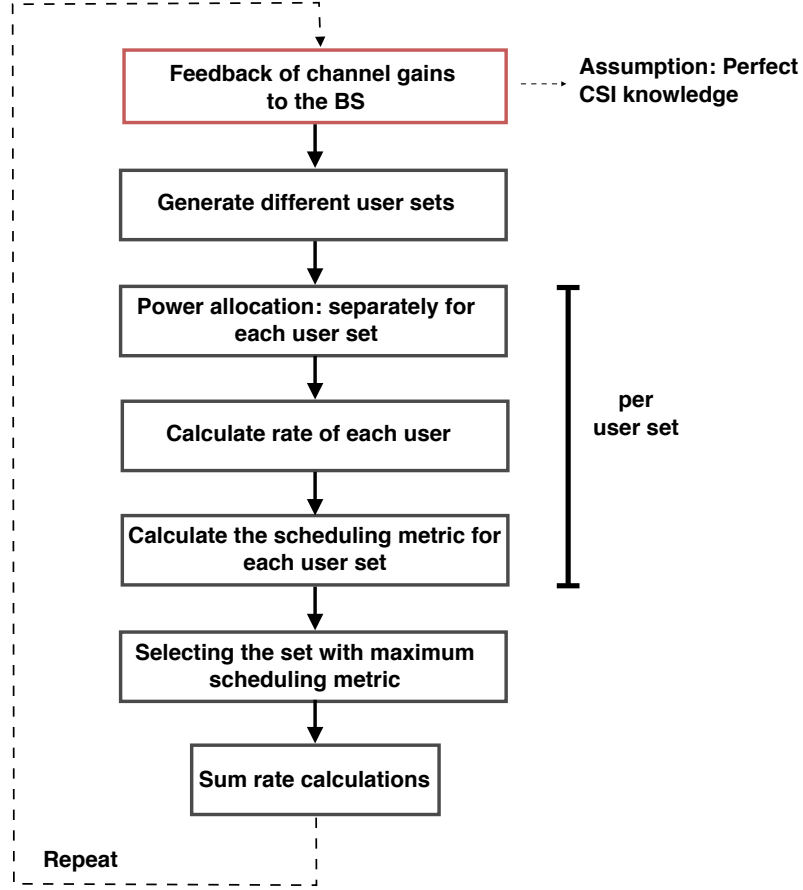 Feedback of channel gains
to the BS
Assumption: Perfect
CSI knowledge
Generate different user sets
Power allocation: separately for
each user set
Calculate rate of each user
per
user set
Calculate the scheduling metric for
each user set
Selecting the set with maximum
scheduling metric
Sum rate calculations
Repeat